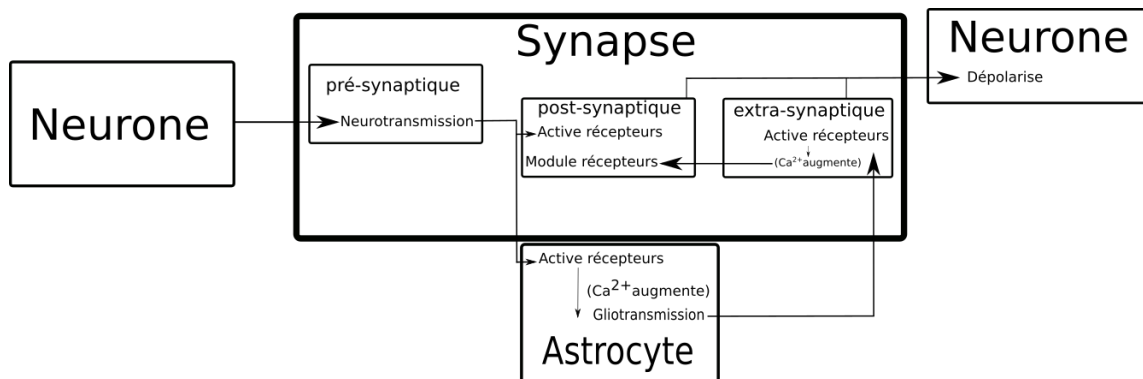 Neurone
Synapse
pré-synaptique
Neurotransmission
post-synaptique
Active récepteurs
Module récepteurs
extra-synaptique
Active récepteurs
(Ca²⁺augmente)
Neurone
Dépolarise
Active récepteurs
(Ca²⁺augmente)
Gliotransmission
Astrocyte